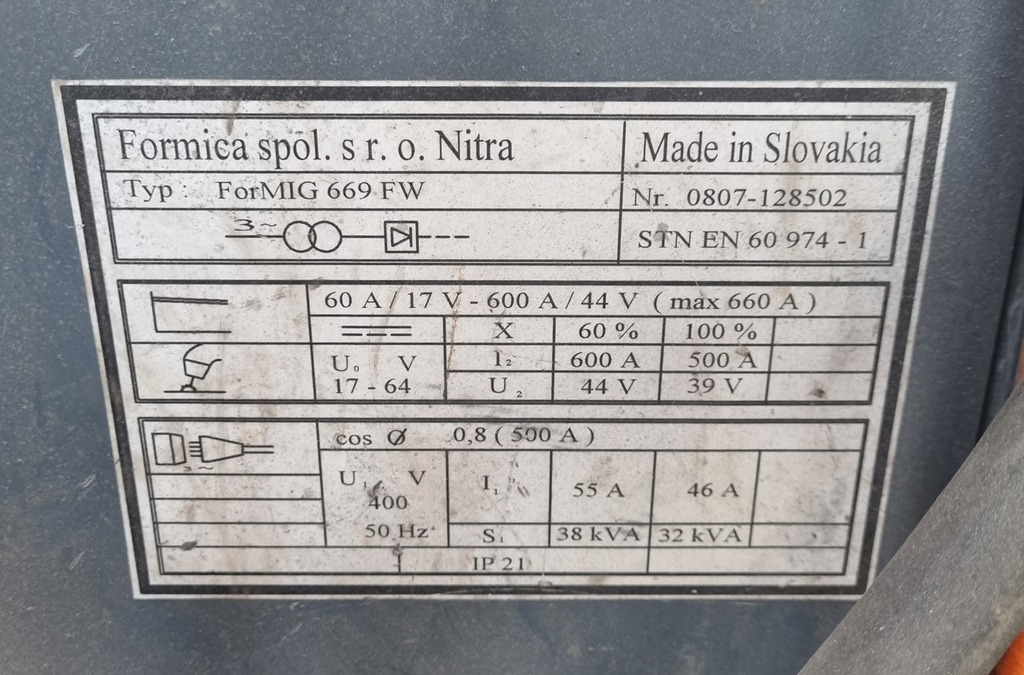 Formica spol. s r. o. Nitra
Made in Slovakia
Typ : ForMIG 669 FW
Nr. 0807-128502
3~
STN EN 60 974 - 1
60 A / 17 V - 600 A / 44 V ( max 660 A )
X 60 % 100 %
U₀ V I₂ 600 A 500 A
17 - 64 U₂ 44 V 39 V
cos Ø 0,8 ( 500 A )
3~
U₁ V I₁ 55 A 46 A
400
50 Hz S₁ 38 kVA 32 kVA
IP 21